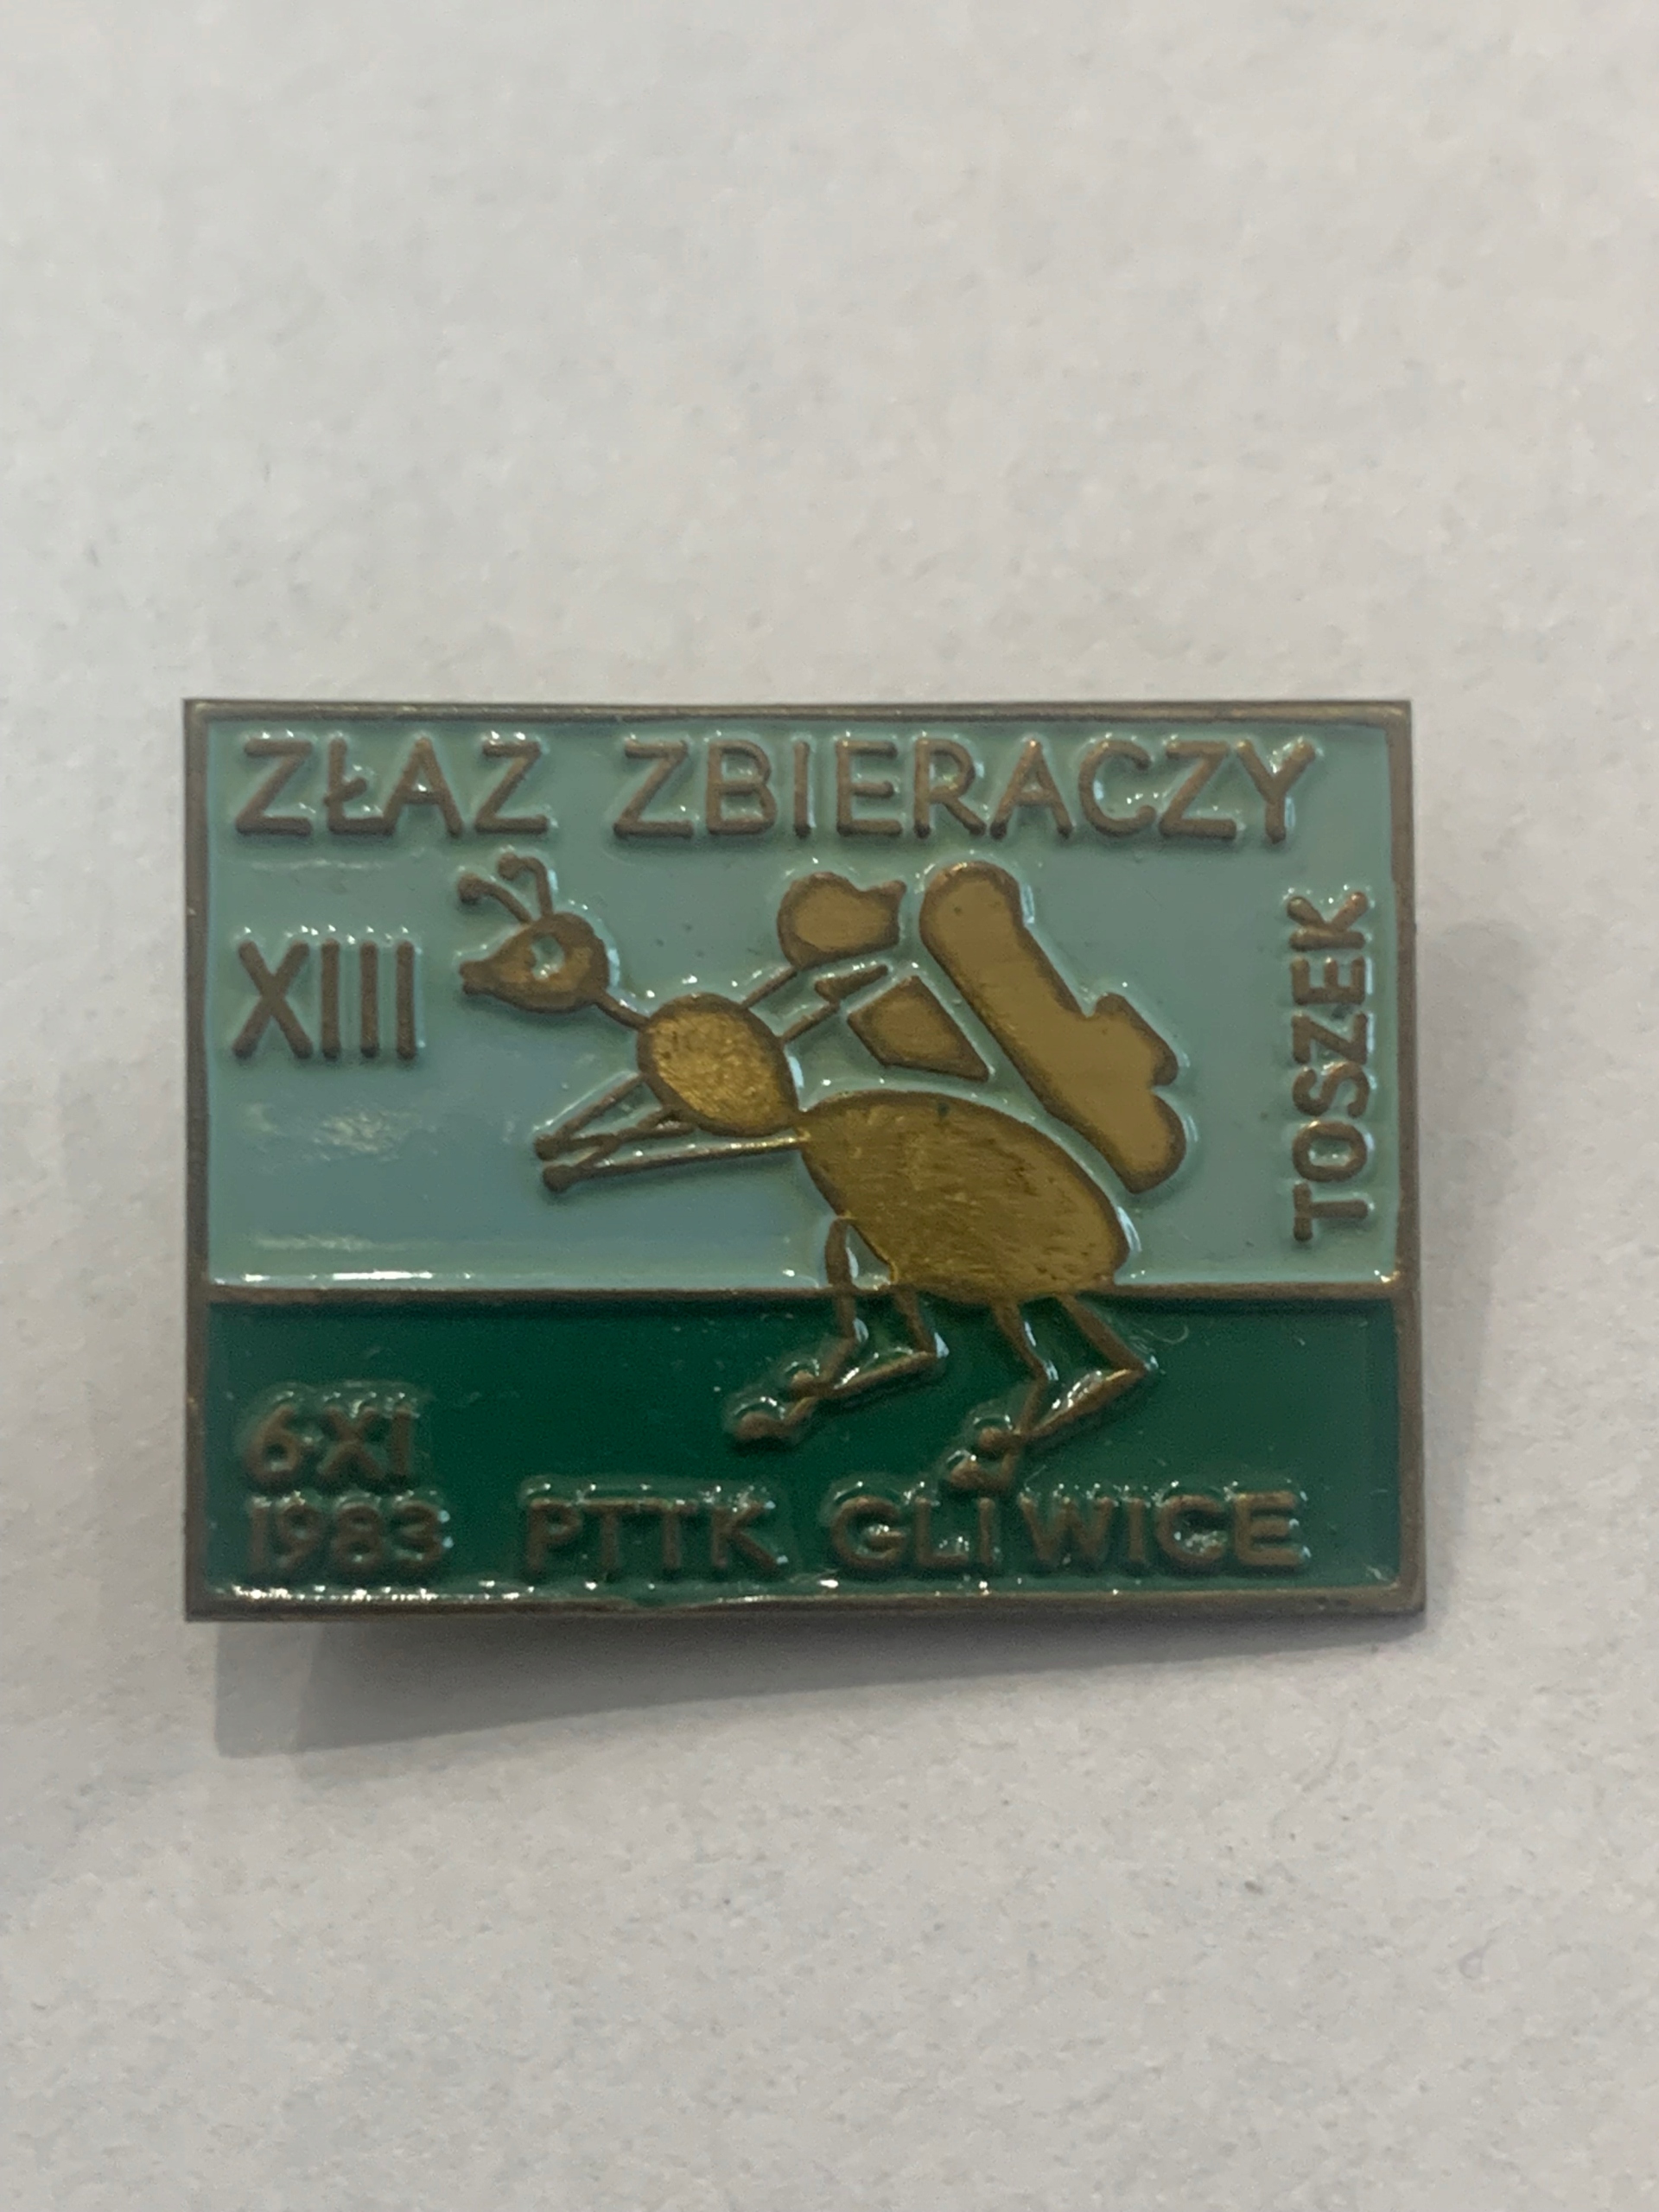 ZŁAZ ZBIERACZY
XIII
TOSZEK
6·XI
1983 PTTK GLIWICE